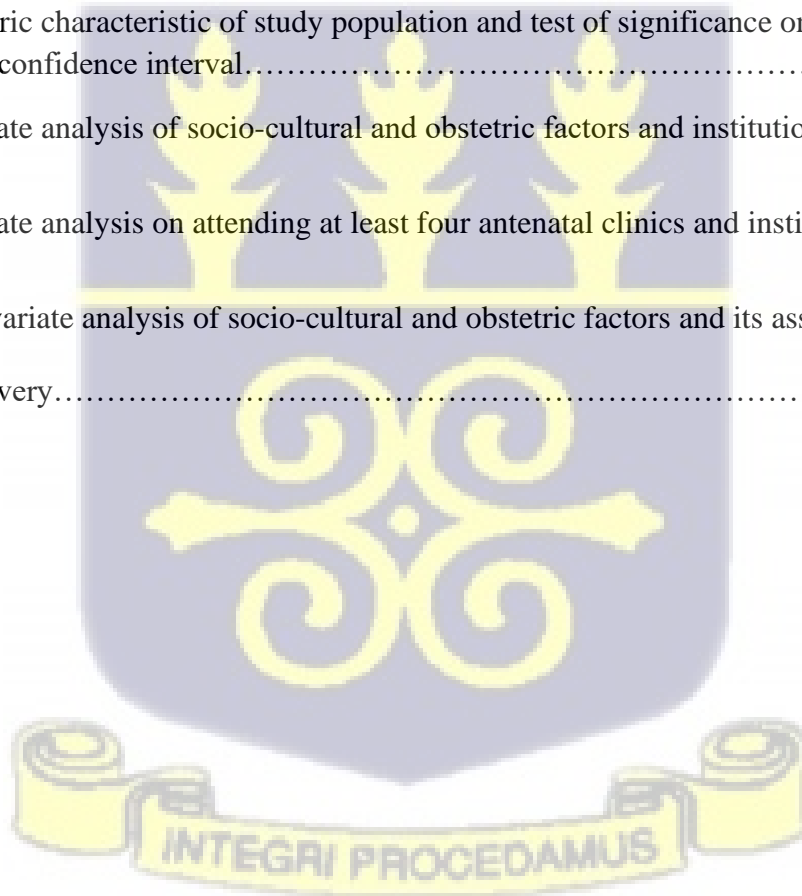 ric characteristic of study population and test of significance on
confidence interval……………………………………………………
ate analysis of socio-cultural and obstetric factors and institutio
ate analysis on attending at least four antenatal clinics and insti
variate analysis of socio-cultural and obstetric factors and its ass
very…………………………………………………………………………
INTEGRI PROCEDAMUS